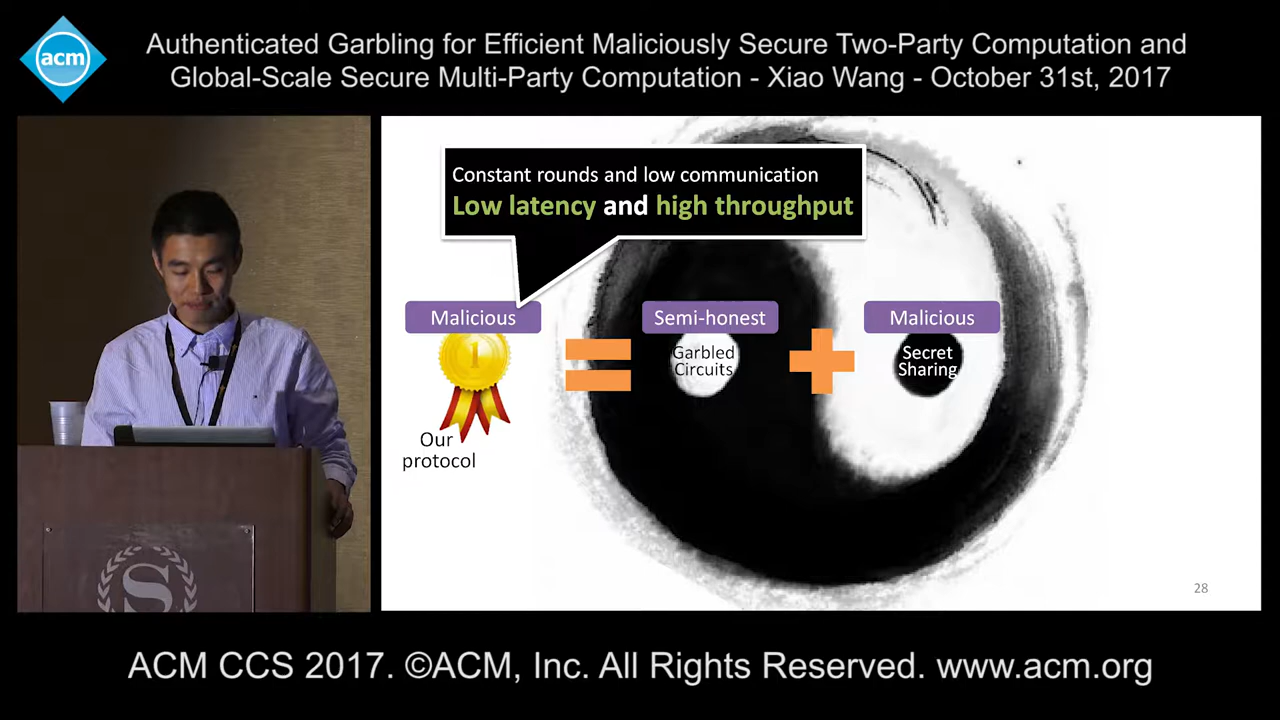 acm
Authenticated Garbling for Efficient Maliciously Secure Two-Party Computation and
Global-Scale Secure Multi-Party Computation - Xiao Wang - October 31st, 2017
Constant rounds and low communication
Low latency and high throughput
Malicious
Semi-honest
Malicious
1
Garbled
Circuits
Secret
Sharing
Our
protocol
S
28
ACM CCS 2017. ©ACM, Inc. All Rights Reserved. www.acm.org